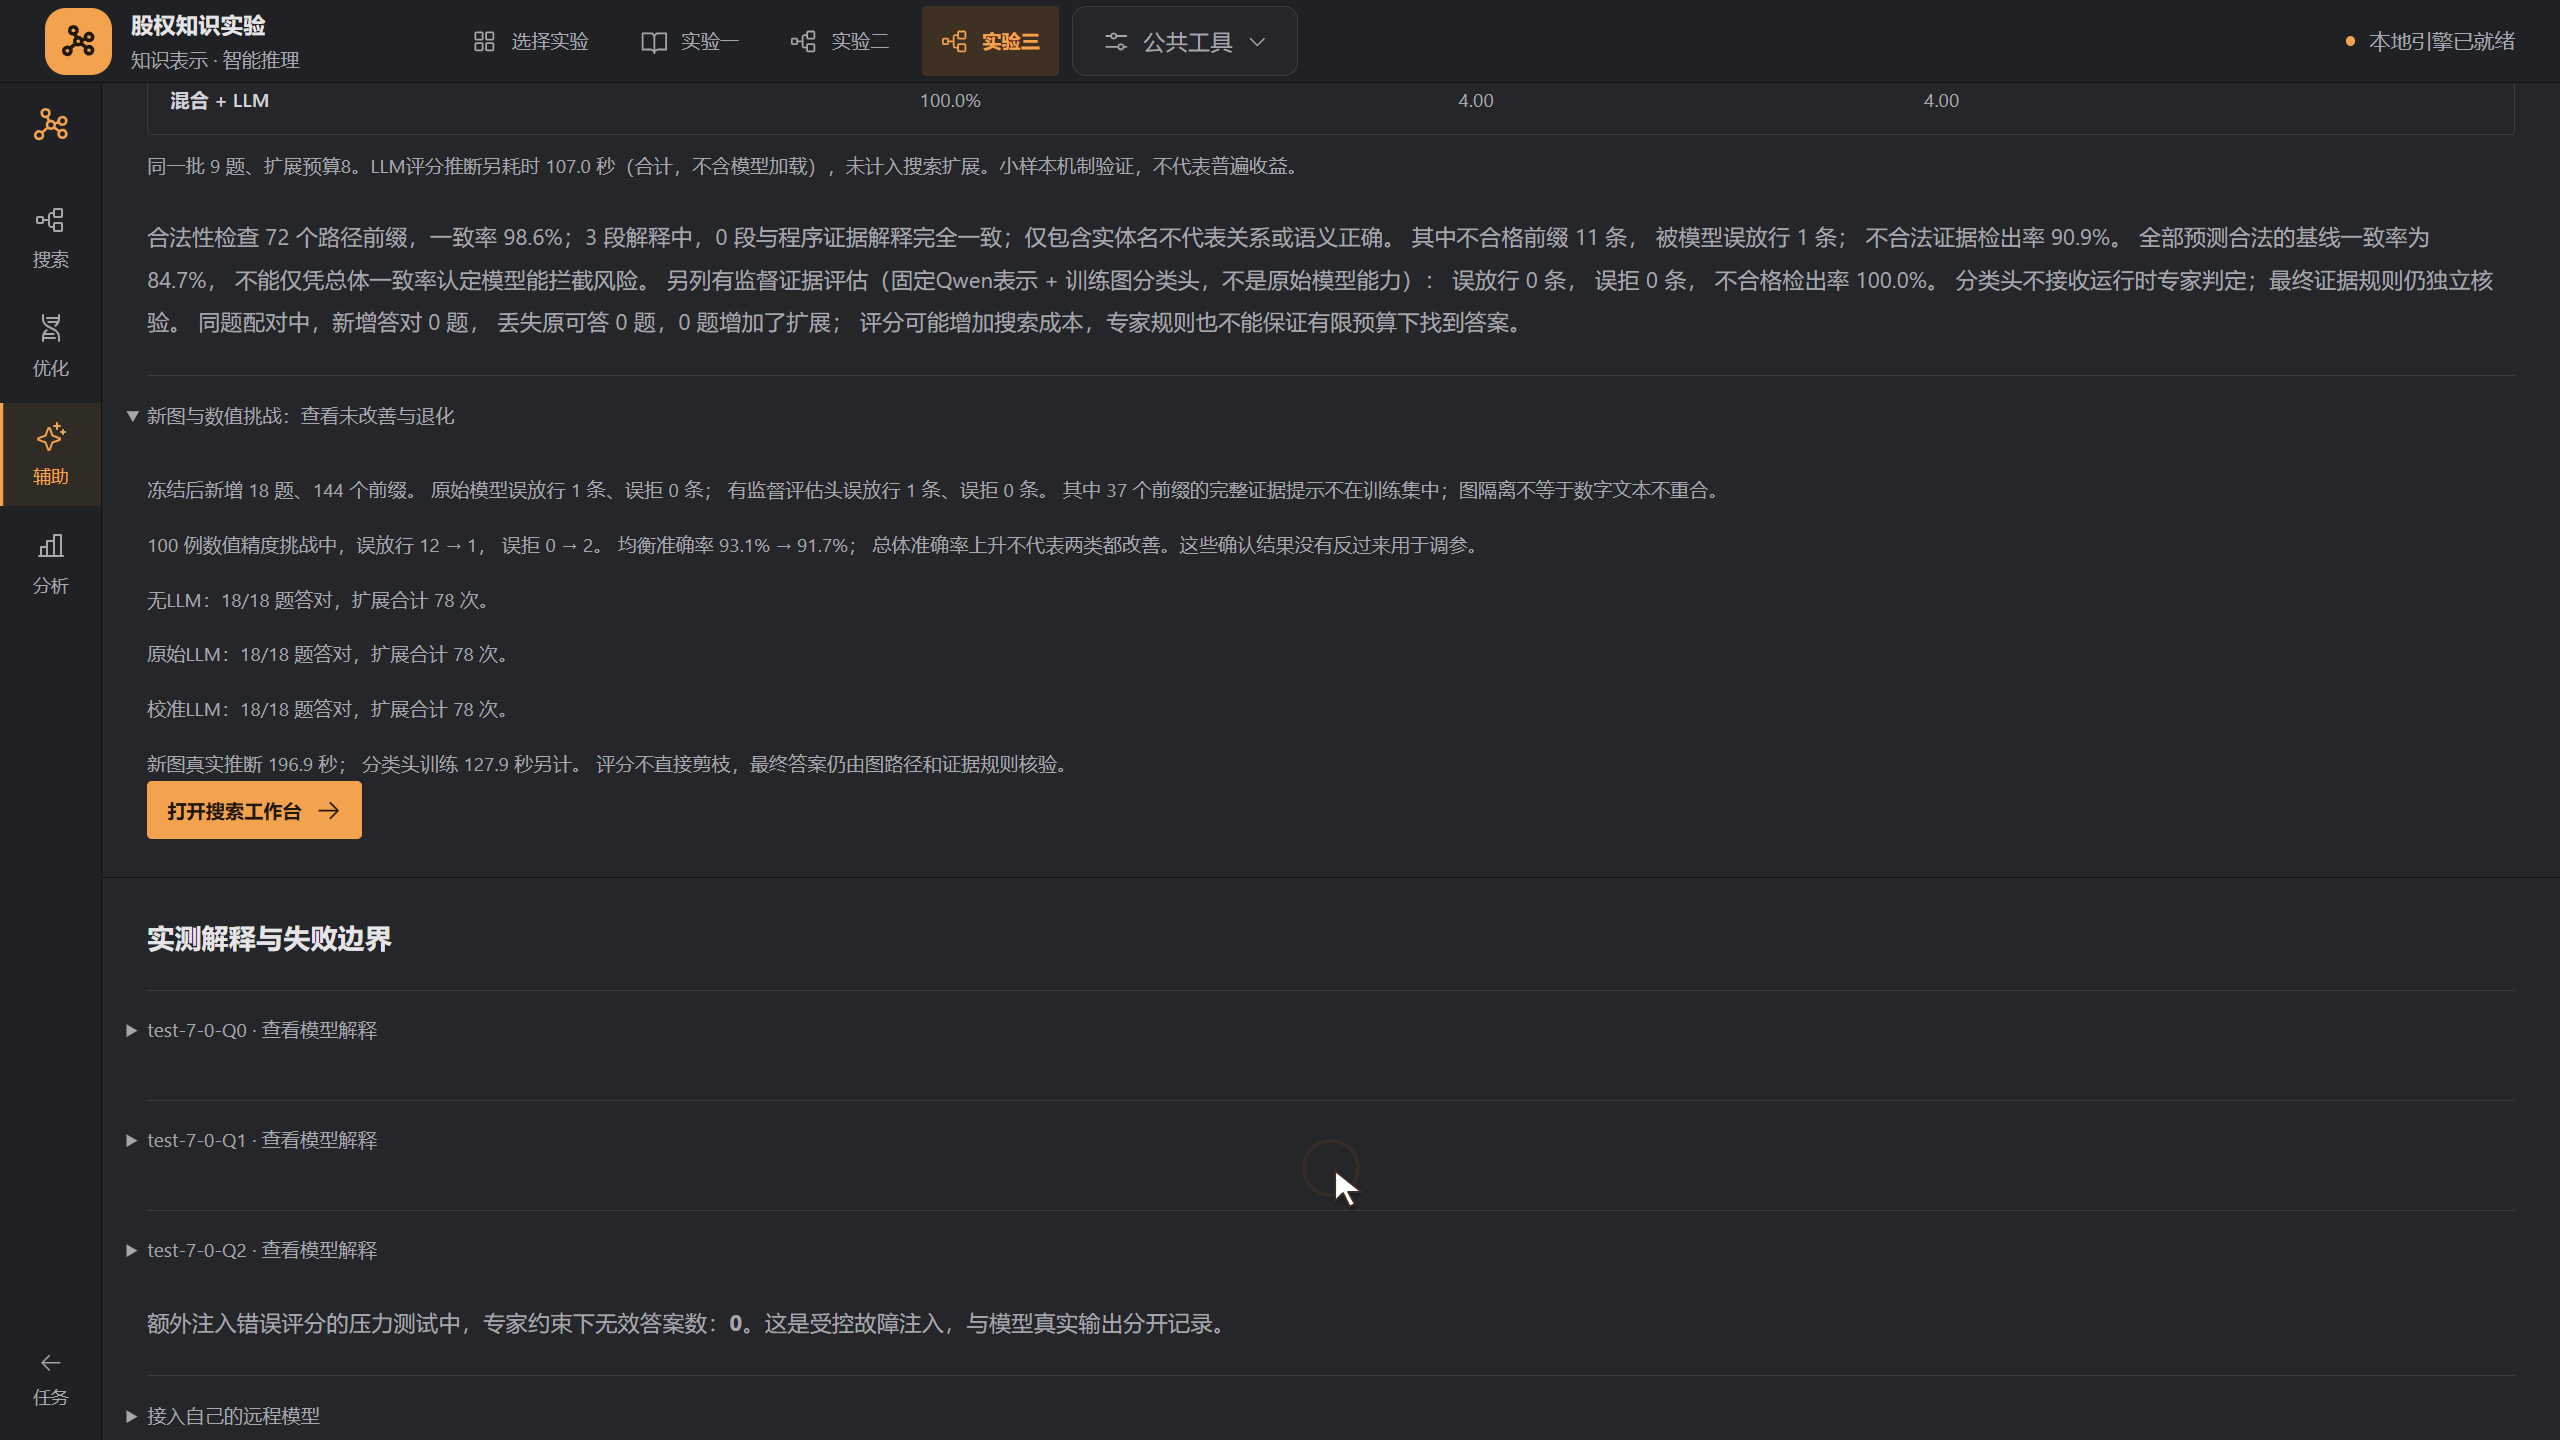 股权知识实验
知识表示 · 智能推理
选择实验
实验一
实验二
实验三
公共工具
本地引擎已就绪
搜索
优化
辅助
分析
任务
混合 + LLM 100.0% 4.00 4.00
同一批 9 题、扩展预算8。LLM评分推断另耗时 107.0 秒（合计，不含模型加载），未计入搜索扩展。小样本机制验证，不代表普遍收益。
合法性检查 72 个路径前缀，一致率 98.6%；3 段解释中，0 段与程序证据解释完全一致；仅包含实体名不代表关系或语义正确。 其中不合格前缀 11 条， 被模型误放行 1 条； 不合法证据检出率 90.9%。 全部预测合法的基线一致率为
84.7%， 不能仅凭总体一致率认定模型能拦截风险。 另列有监督证据评估（固定Qwen表示 + 训练图分类头，不是原始模型能力）： 误放行 0 条， 误拒 0 条， 不合格检出率 100.0%。 分类头不接收运行时专家判定；最终证据规则仍独立核
验。 同题配对中，新增答对 0 题， 丢失原可答 0 题，0 题增加了扩展； 评分可能增加搜索成本，专家规则也不能保证有限预算下找到答案。
新图与数值挑战：查看未改善与退化
冻结后新增 18 题、144 个前缀。 原始模型误放行 1 条、误拒 0 条； 有监督评估头误放行 1 条、误拒 0 条。 其中 37 个前缀的完整证据提示不在训练集中；图隔离不等于数字文本不重合。
100 例数值精度挑战中，误放行 12 → 1， 误拒 0 → 2。 均衡准确率 93.1% → 91.7%； 总体准确率上升不代表两类都改善。这些确认结果没有反过来用于调参。
无LLM：18/18 题答对，扩展合计 78 次。
原始LLM：18/18 题答对，扩展合计 78 次。
校准LLM：18/18 题答对，扩展合计 78 次。
新图真实推断 196.9 秒； 分类头训练 127.9 秒另计。 评分不直接剪枝，最终答案仍由图路径和证据规则核验。
打开搜索工作台
实测解释与失败边界
test-7-0-Q0 · 查看模型解释
test-7-0-Q1 · 查看模型解释
test-7-0-Q2 · 查看模型解释
额外注入错误评分的压力测试中，专家约束下无效答案数：0。这是受控故障注入，与模型真实输出分开记录。
接入自己的远程模型